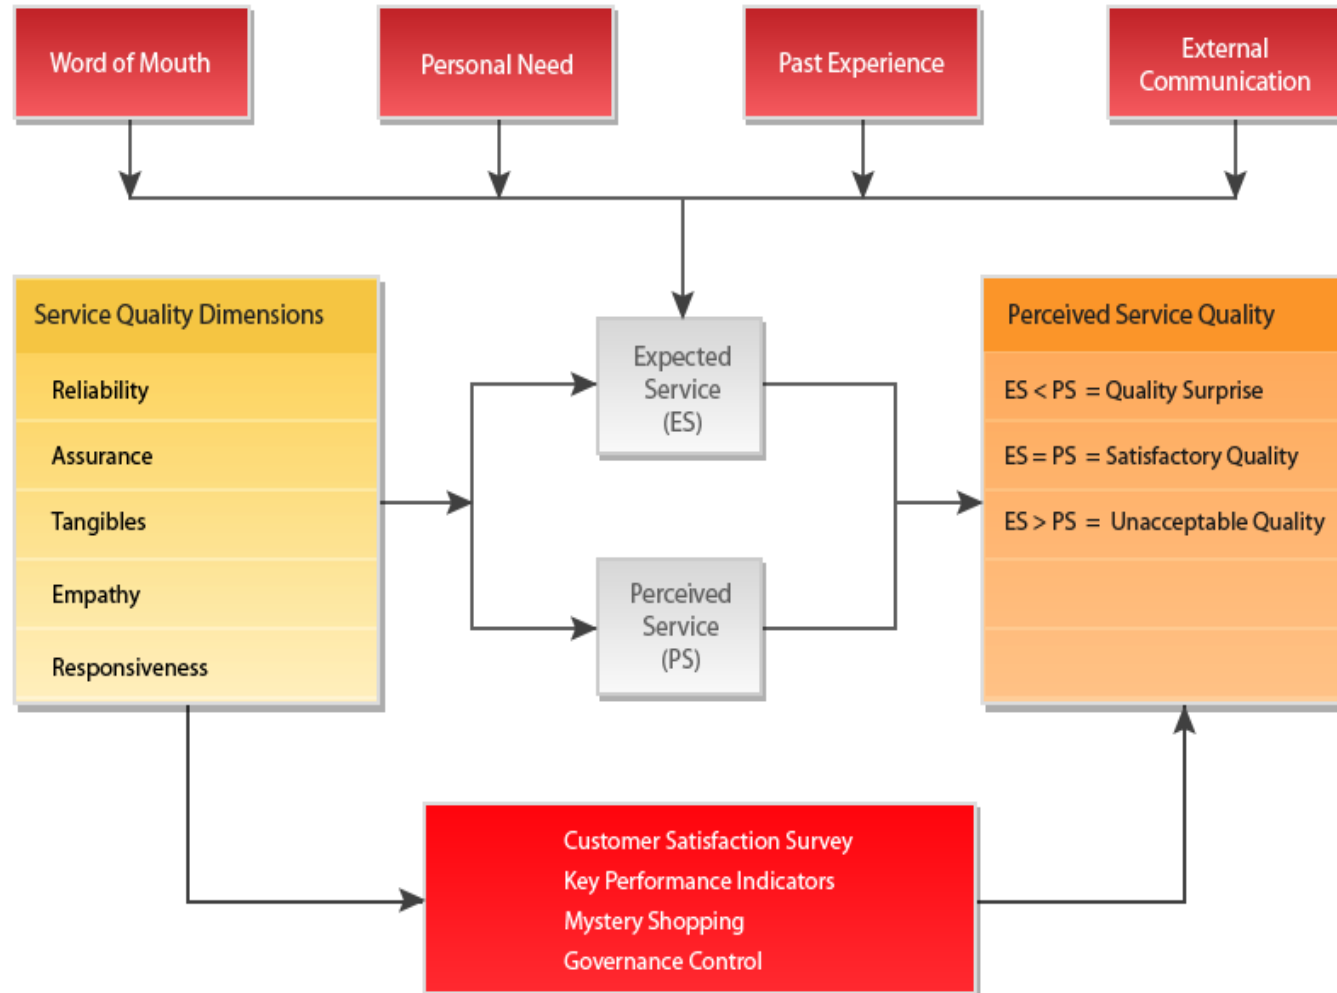 Word of Mouth
Personal Need
Past Experience
External
Communication
Service Quality Dimensions
Reliability
Assurance
Tangibles
Empathy
Responsiveness
Expected
Service
(ES)
Perceived
Service
(PS)
Perceived Service Quality
ES < PS = Quality Surprise
ES = PS = Satisfactory Quality
ES > PS = Unacceptable Quality
Customer Satisfaction Survey
Key Performance Indicators
Mystery Shopping
Governance Control